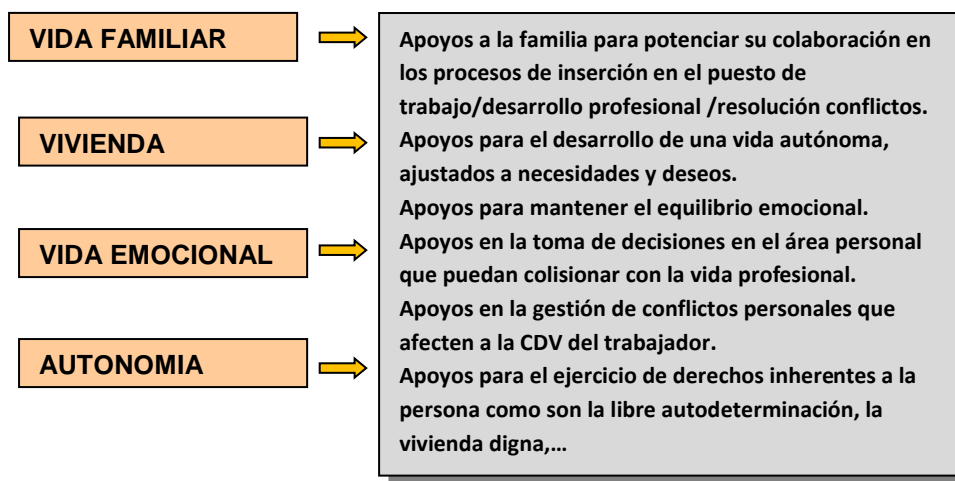 VIDA FAMILIAR
VIVIENDA
VIDA EMOCIONAL
AUTONOMIA
Apoyos a la familia para potenciar su colaboración en
los procesos de inserción en el puesto de
trabajo/desarrollo profesional /resolución conflictos.
Apoyos para el desarrollo de una vida autónoma,
ajustados a necesidades y deseos.
Apoyos para mantener el equilibrio emocional.
Apoyos en la toma de decisiones en el área personal
que puedan colisionar con la vida profesional.
Apoyos en la gestión de conflictos personales que
afecten a la CDV del trabajador.
Apoyos para el ejercicio de derechos inherentes a la
persona como son la libre autodeterminación, la
vivienda digna,…